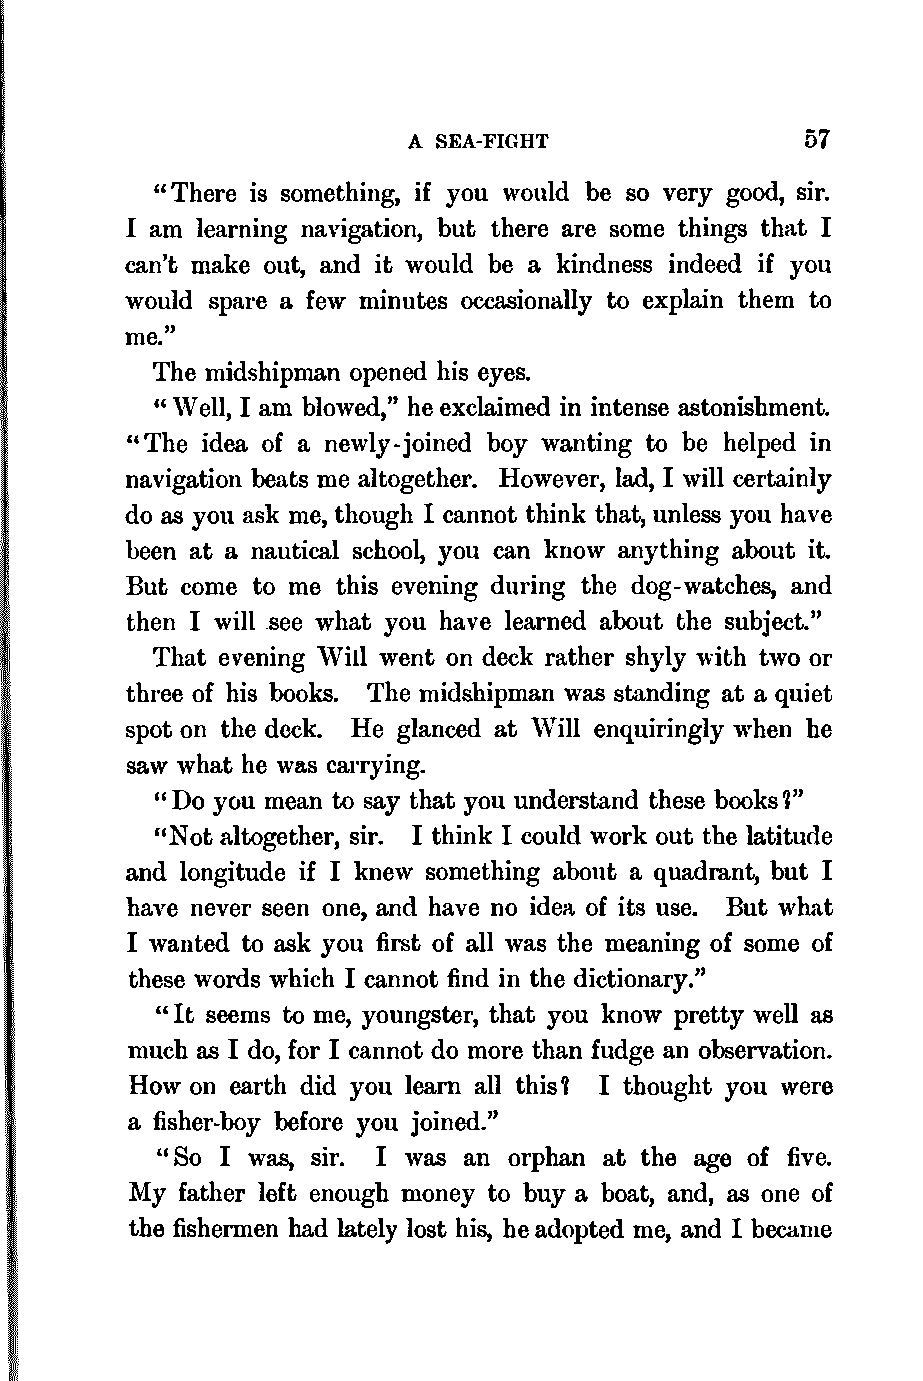 A SEA-FIGHT 57
"There is something, if you would be so very good, sir.
I am learning navigation, but there are some things that I
can't make out, and it would be a kindness indeed if you
would spare a few minutes occasionally to explain them to
me."
The midshipman opened his eyes.
"Well, I am blowed," he exclaimed in intense astonishment.
"The idea of a newly-joined boy wanting to be helped in
navigation beats me altogether. However, lad, I will certainly
do as you ask me, though I cannot think that, unless you have
been at a nautical school, you can know anything about it.
But come to me this evening during the dog-watches, and
then I will see what you have learned about the subject."
That evening Will went on deck rather shyly with two or
three of his books. The midshipman was standing at a quiet
spot on the deck. He glanced at Will enquiringly when he
saw what he was carrying.
"Do you mean to say that you understand these books?"
"Not altogether, sir. I think I could work out the latitude
and longitude if I knew something about a quadrant, but I
have never seen one, and have no idea of its use. But what
I wanted to ask you first of all was the meaning of some of
these words which I cannot find in the dictionary."
"It seems to me, youngster, that you know pretty well as
much as I do, for I cannot do more than fudge an observation.
How on earth did you learn all this? I thought you were
a fisher-boy before you joined."
"So I was, sir. I was an orphan at the age of five.
My father left enough money to buy a boat, and, as one of
the fishermen had lately lost his, he adopted me, and I became